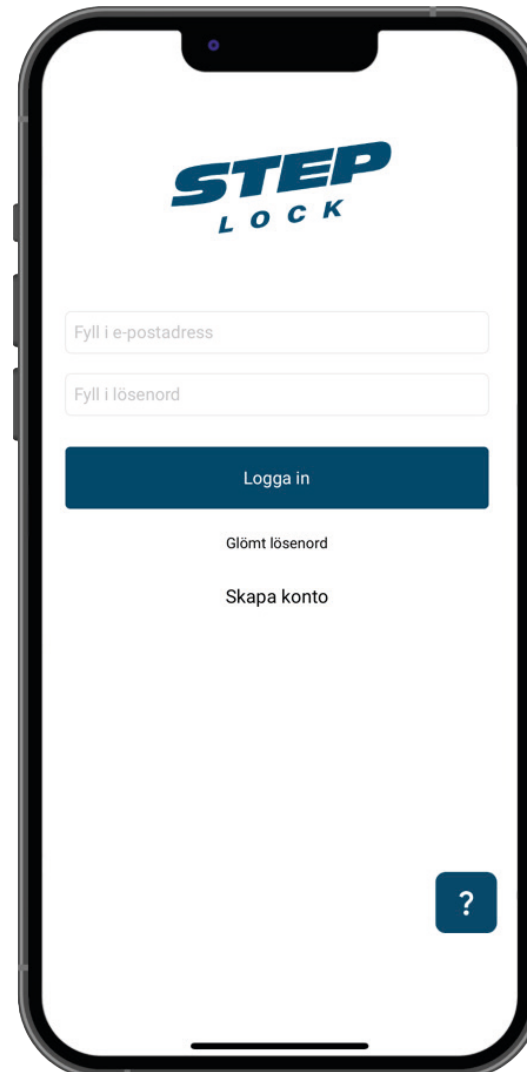 STEP
LOCK
Fyll i e-postadress
Fyll i lösenord
Logga in
Glömt lösenord
Skapa konto
?